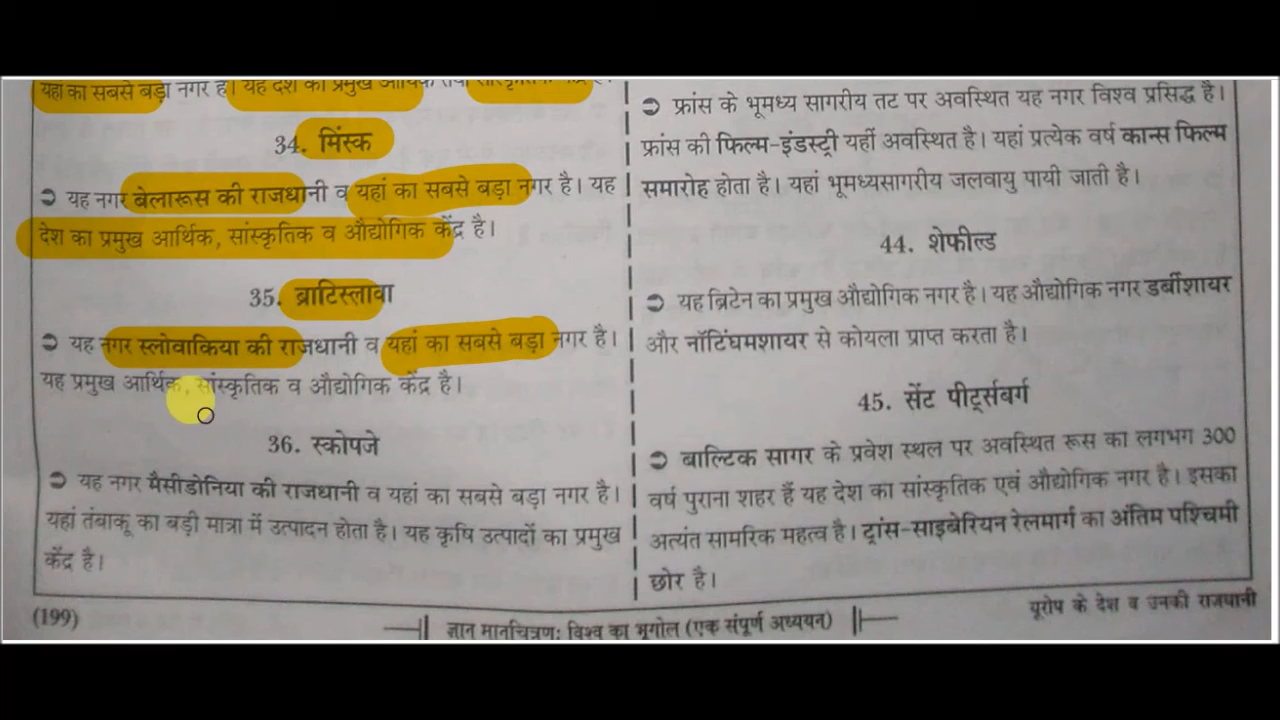 यहां का सबसे बड़ा नगर है। यह देश का प्रमुख आर्थिक तथा सांस्कृतिक केंद्र है।
34. मिंस्क
➲ यह नगर बेलारूस की राजधानी व यहां का सबसे बड़ा नगर है। यह
देश का प्रमुख आर्थिक, सांस्कृतिक व औद्योगिक केंद्र है।
35. ब्राटिस्लावा
➲ यह नगर स्लोवाकिया की राजधानी व यहां का सबसे बड़ा नगर है।
यह प्रमुख आर्थिक, सांस्कृतिक व औद्योगिक केंद्र है।
36. स्कोपजे
➲ यह नगर मैसीडोनिया की राजधानी व यहां का सबसे बड़ा नगर है।
यहां तंबाकू का बड़ी मात्रा में उत्पादन होता है। यह कृषि उत्पादों का प्रमुख
केंद्र है।
➲ फ्रांस के भूमध्य सागरीय तट पर अवस्थित यह नगर विश्व प्रसिद्ध है।
फ्रांस की फिल्म-इंडस्ट्री यहीं अवस्थित है। यहां प्रत्येक वर्ष कान्स फिल्म
समारोह होता है। यहां भूमध्यसागरीय जलवायु पायी जाती है।
44. शेफील्ड
➲ यह ब्रिटेन का प्रमुख औद्योगिक नगर है। यह औद्योगिक नगर डर्बीशायर
और नॉटिंघमशायर से कोयला प्राप्त करता है।
45. सेंट पीट्र्सबर्ग
➲ बाल्टिक सागर के प्रवेश स्थल पर अवस्थित रूस का लगभग 300
वर्ष पुराना शहर हैं यह देश का सांस्कृतिक एवं औद्योगिक नगर है। इसका
अत्यंत सामरिक महत्व है। ट्रांस-साइबेरियन रेलमार्ग का अंतिम पश्चिमी
छोर है।
(199)
ज्ञान मानचित्रण: विश्व का भूगोल (एक संपूर्ण अध्ययन)
यूरोप के देश व उनकी राजधानी